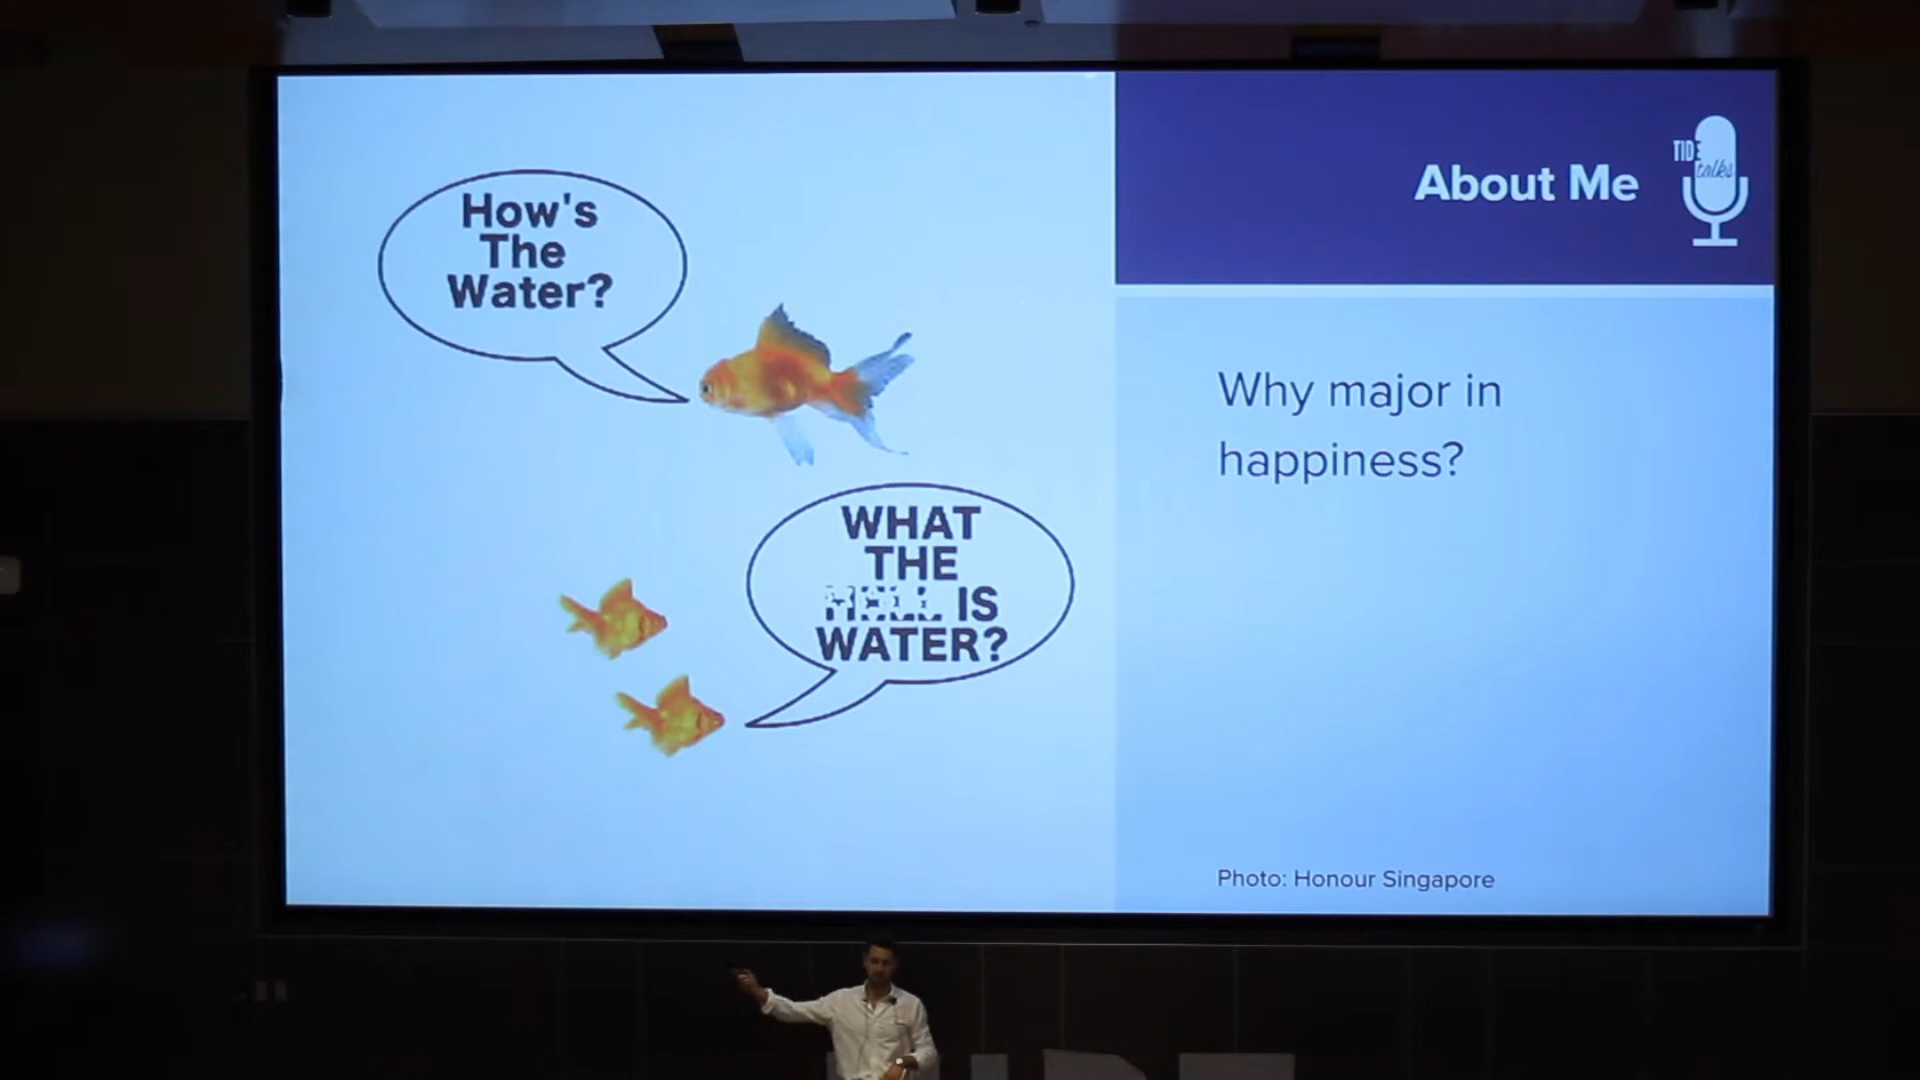 How's
The
Water?
WHAT
THE
IS
WATER?
About Me
TIDE
talks
Why major in
happiness?
Photo: Honour Singapore